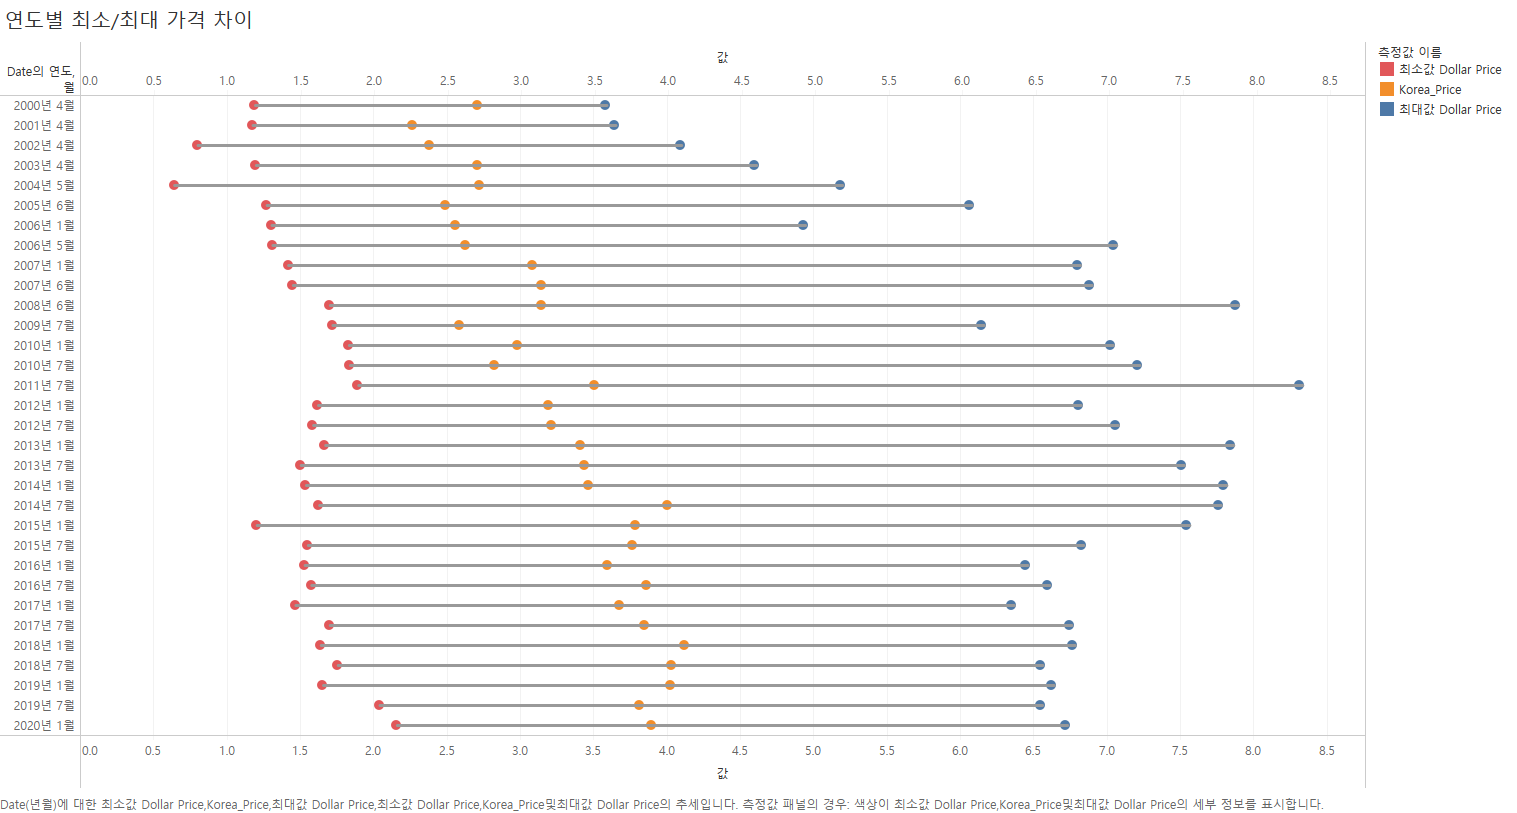 연도별 최소/최대 가격 차이
값
Date의 연도,
월
0.0 0.5 1.0 1.5 2.0 2.5 3.0 3.5 4.0 4.5 5.0 5.5 6.0 6.5 7.0 7.5 8.0 8.5
측정값 이름
최소값 Dollar Price
Korea_Price
최대값 Dollar Price
2000년 4월
2001년 4월
2002년 4월
2003년 4월
2004년 5월
2005년 6월
2006년 1월
2006년 5월
2007년 1월
2007년 6월
2008년 6월
2009년 7월
2010년 1월
2010년 7월
2011년 7월
2012년 1월
2012년 7월
2013년 1월
2013년 7월
2014년 1월
2014년 7월
2015년 1월
2015년 7월
2016년 1월
2016년 7월
2017년 1월
2017년 7월
2018년 1월
2018년 7월
2019년 1월
2019년 7월
2020년 1월
0.0 0.5 1.0 1.5 2.0 2.5 3.0 3.5 4.0 4.5 5.0 5.5 6.0 6.5 7.0 7.5 8.0 8.5
값
Date(년월)에 대한 최소값 Dollar Price,Korea_Price,최대값 Dollar Price,최소값 Dollar Price,Korea_Price및최대값 Dollar Price의 추세입니다. 측정값 패널의 경우: 색상이 최소값 Dollar Price,Korea_Price및최대값 Dollar Price의 세부 정보를 표시합니다.